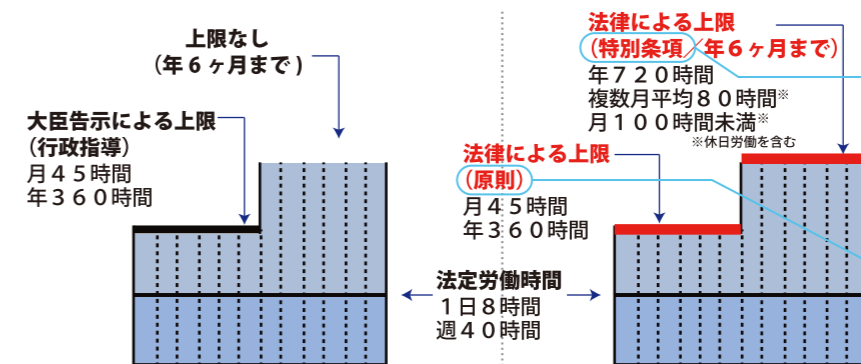 上限なし
（年６ヶ月まで）
大臣告示による上限
（行政指導）
月４５時間
年３６０時間
法律による上限
（特別条項／年６ヶ月まで）
年７２０時間
複数月平均８０時間※
月１００時間未満※
※休日労働を含む
法律による上限
（原則）
月４５時間
年３６０時間
法定労働時間
１日８時間
週４０時間